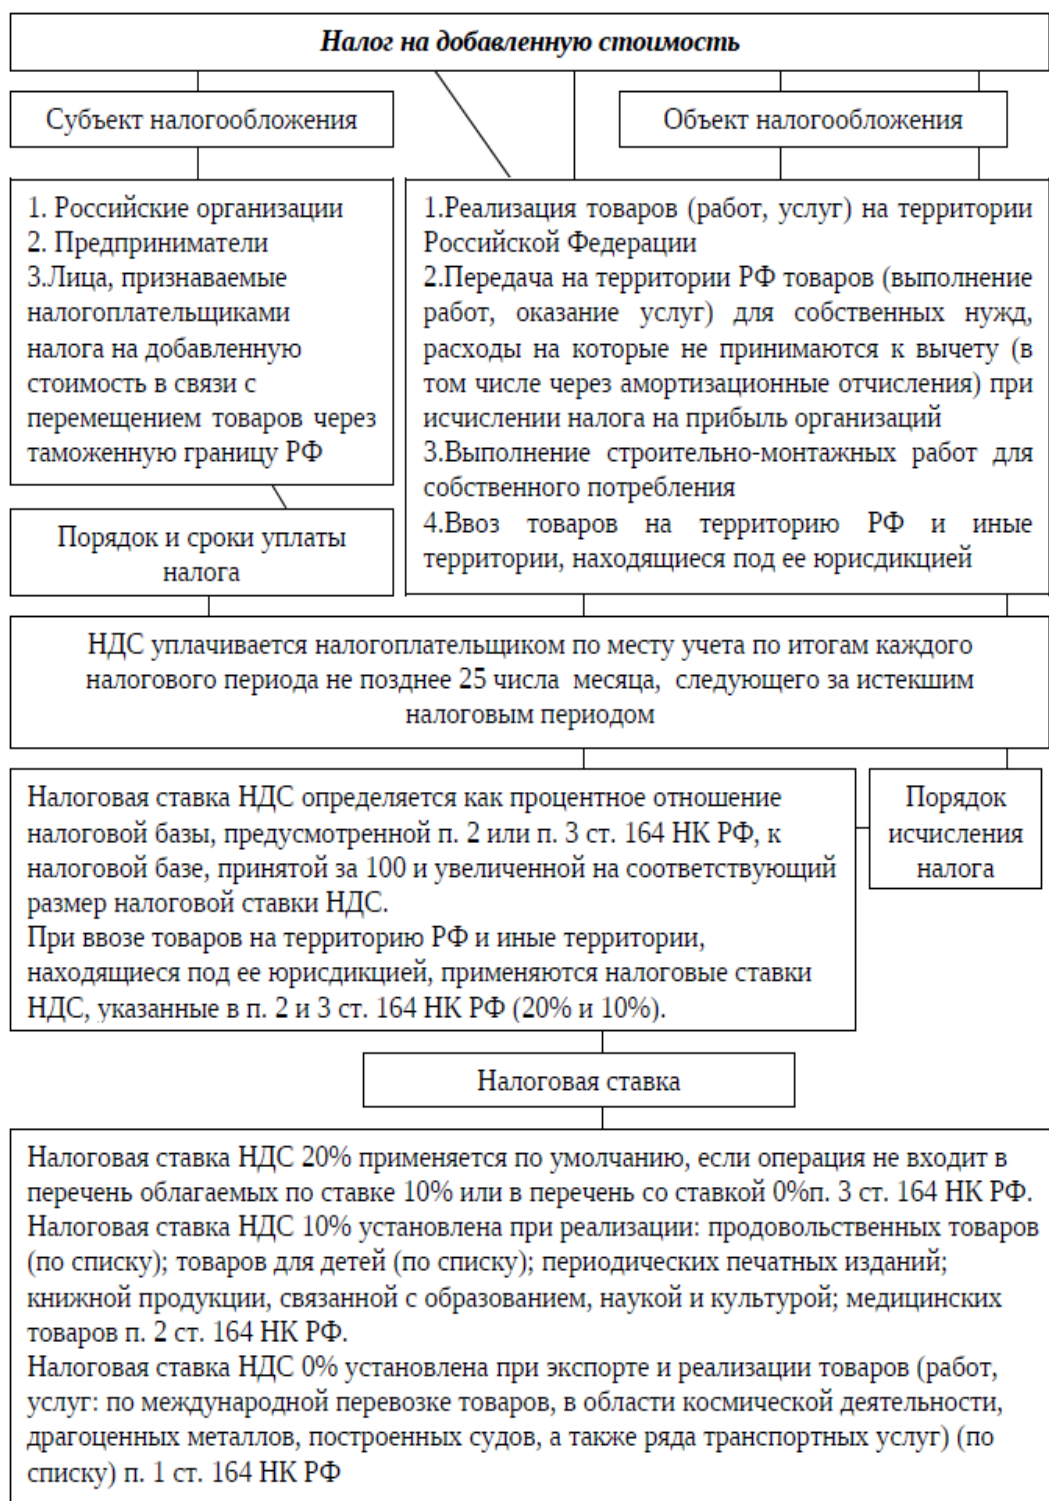 Налог на добавленную стоимость
Субъект налогообложения
Объект налогообложения
1. Российские организации
2. Предприниматели
3.Лица, признаваемые
налогоплательщиками
налога на добавленную
стоимость в связи с
перемещением товаров через
таможенную границу РФ
1.Реализация товаров (работ, услуг) на территории
Российской Федерации
2.Передача на территории РФ товаров (выполнение
работ, оказание услуг) для собственных нужд,
расходы на которые не принимаются к вычету (в
том числе через амортизационные отчисления) при
исчислении налога на прибыль организаций
3.Выполнение строительно-монтажных работ для
собственного потребления
4.Ввоз товаров на территорию РФ и иные
территории, находящиеся под ее юрисдикцией
Порядок и сроки уплаты
налога
НДС уплачивается налогоплательщиком по месту учета по итогам каждого
налогового периода не позднее 25 числа месяца, следующего за истекшим
налоговым периодом
Налоговая ставка НДС определяется как процентное отношение
налоговой базы, предусмотренной п. 2 или п. 3 ст. 164 НК РФ, к
налоговой базе, принятой за 100 и увеличенной на соответствующий
размер налоговой ставки НДС.
При ввозе товаров на территорию РФ и иные территории,
находящиеся под ее юрисдикцией, применяются налоговые ставки
НДС, указанные в п. 2 и 3 ст. 164 НК РФ (20% и 10%).
Порядок
исчисления
налога
Налоговая ставка
Налоговая ставка НДС 20% применяется по умолчанию, если операция не входит в
перечень облагаемых по ставке 10% или в перечень со ставкой 0%п. 3 ст. 164 НК РФ.
Налоговая ставка НДС 10% установлена при реализации: продовольственных товаров
(по списку); товаров для детей (по списку); периодических печатных изданий;
книжной продукции, связанной с образованием, наукой и культурой; медицинских
товаров п. 2 ст. 164 НК РФ.
Налоговая ставка НДС 0% установлена при экспорте и реализации товаров (работ,
услуг: по международной перевозке товаров, в области космической деятельности,
драгоценных металлов, построенных судов, а также ряда транспортных услуг) (по
списку) п. 1 ст. 164 НК РФ